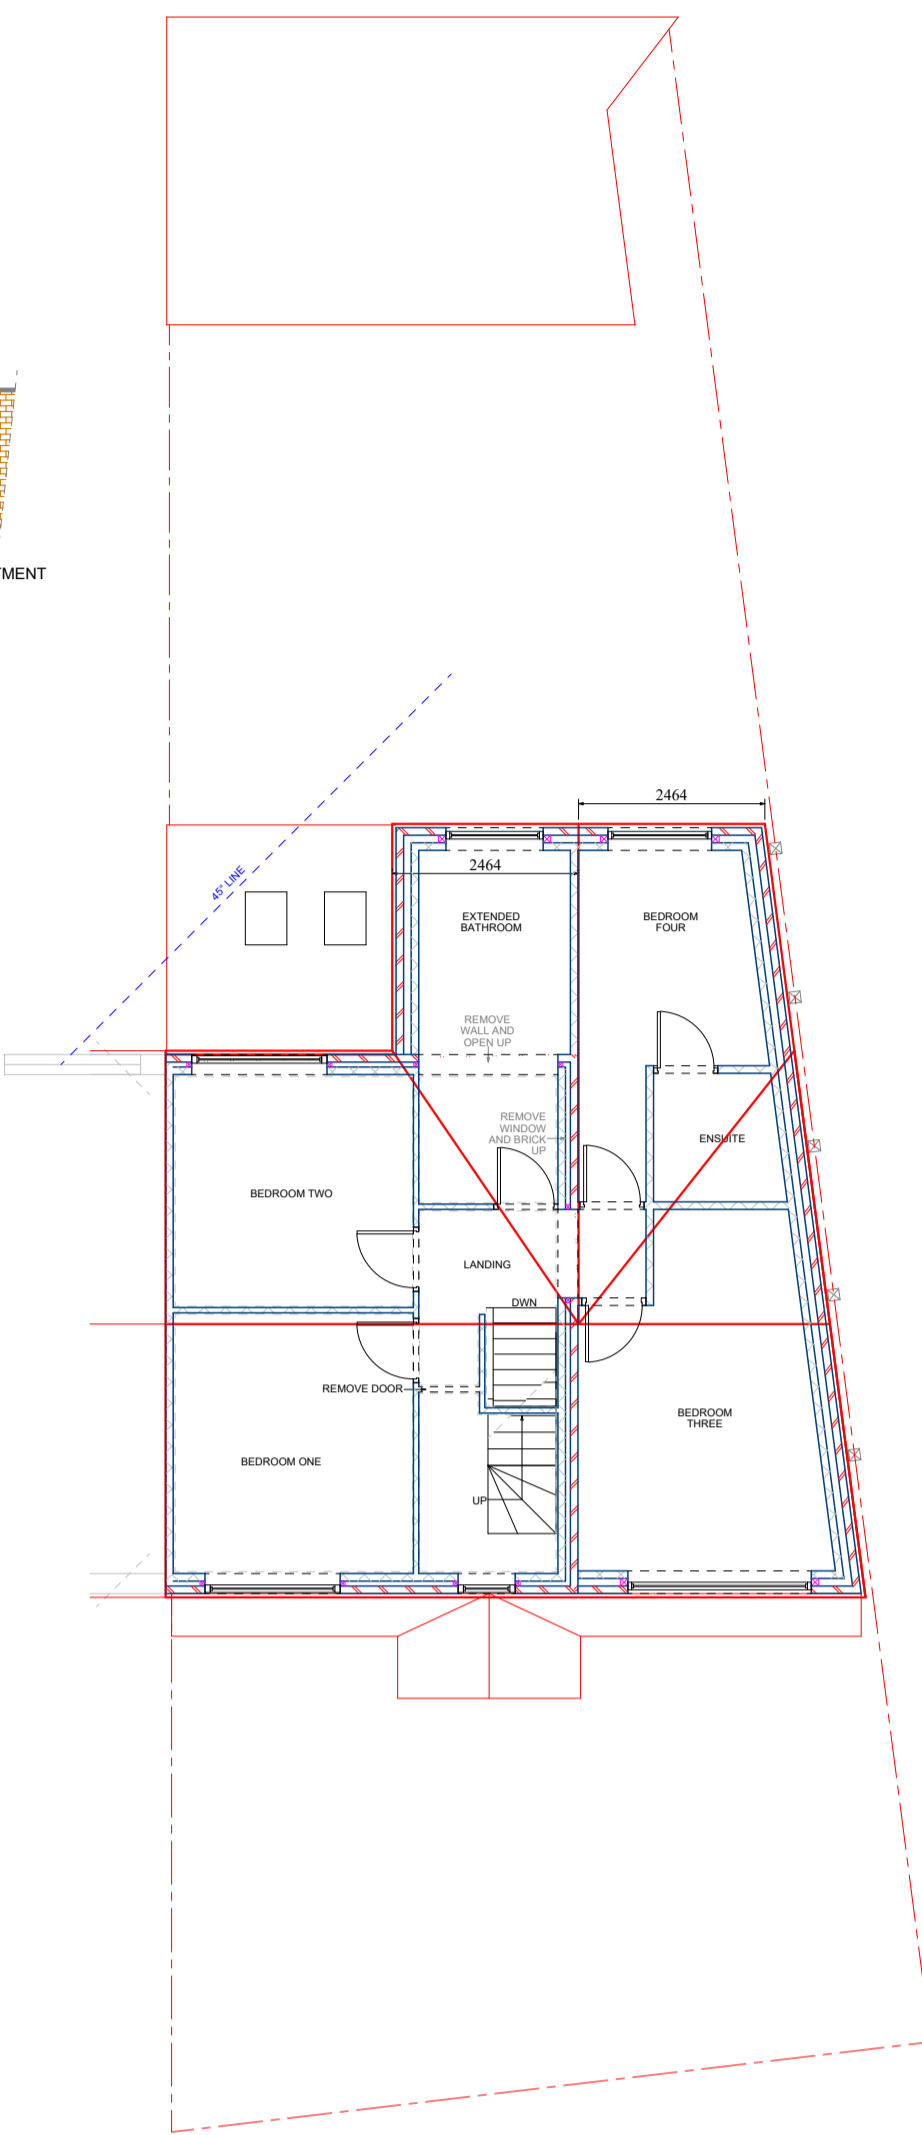 TMENT
45° LINE
2464
2464
EXTENDED
BATHROOM
BEDROOM
FOUR
REMOVE
WALL AND
OPEN UP
REMOVE
WINDOW
AND BRICK
UP
ENSUITE
BEDROOM TWO
LANDING
DWN
REMOVE DOOR
BEDROOM
THREE
BEDROOM ONE
UP